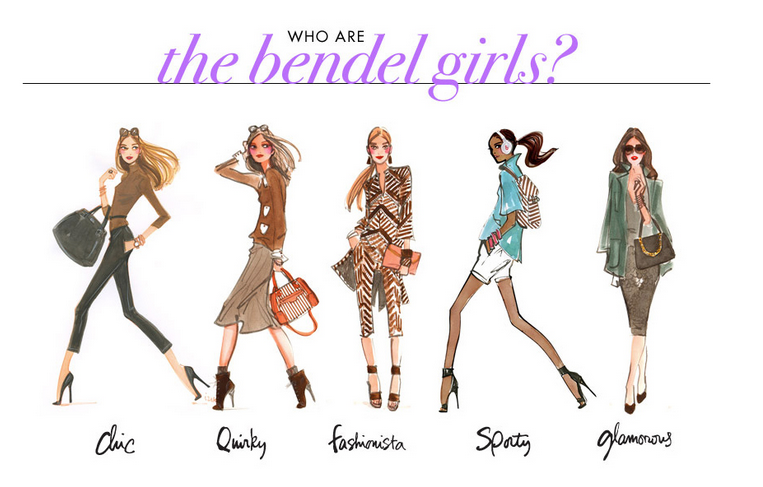 WHO ARE
the bendel girls?
Chic
Quirky
fashionista
Sporty
glamorous